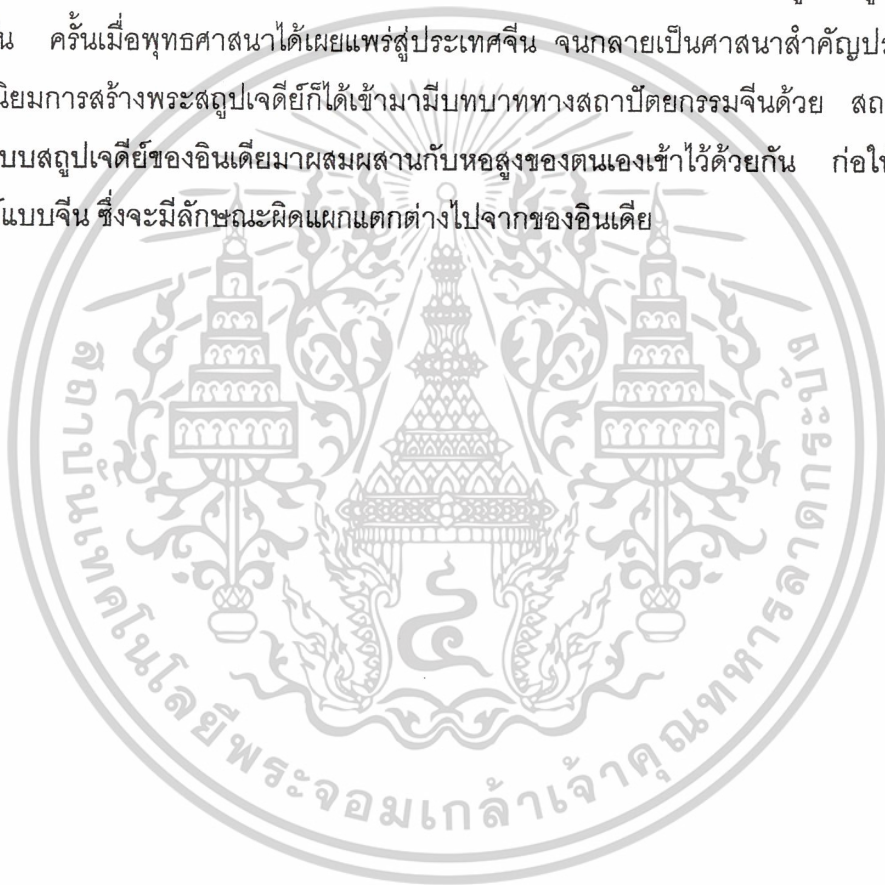 น ครั้นเมื่อพุทธศาสนาได้เผยแพร่สู่ประเทศจีน จนกลายเป็นศาสนาสำคัญปร
นิยมการสร้างพระสถูปเจดีย์ก็ได้เข้ามามีบทบาททางสถาปัตยกรรมจีนด้วย สถ
บบสถูปเจดีย์ของอินเดียมาผสมผสานกับหอสูงของตนเองเข้าไว้ด้วยกัน ก่อให
์แบบจีน ซึ่งจะมีลักษณะผิดแผกแตกต่างไปจากของอินเดีย
สถาบันเทคโนโลยีพระจอมเกล้าเจ้าคุณทหารลาดกระบัง
๔